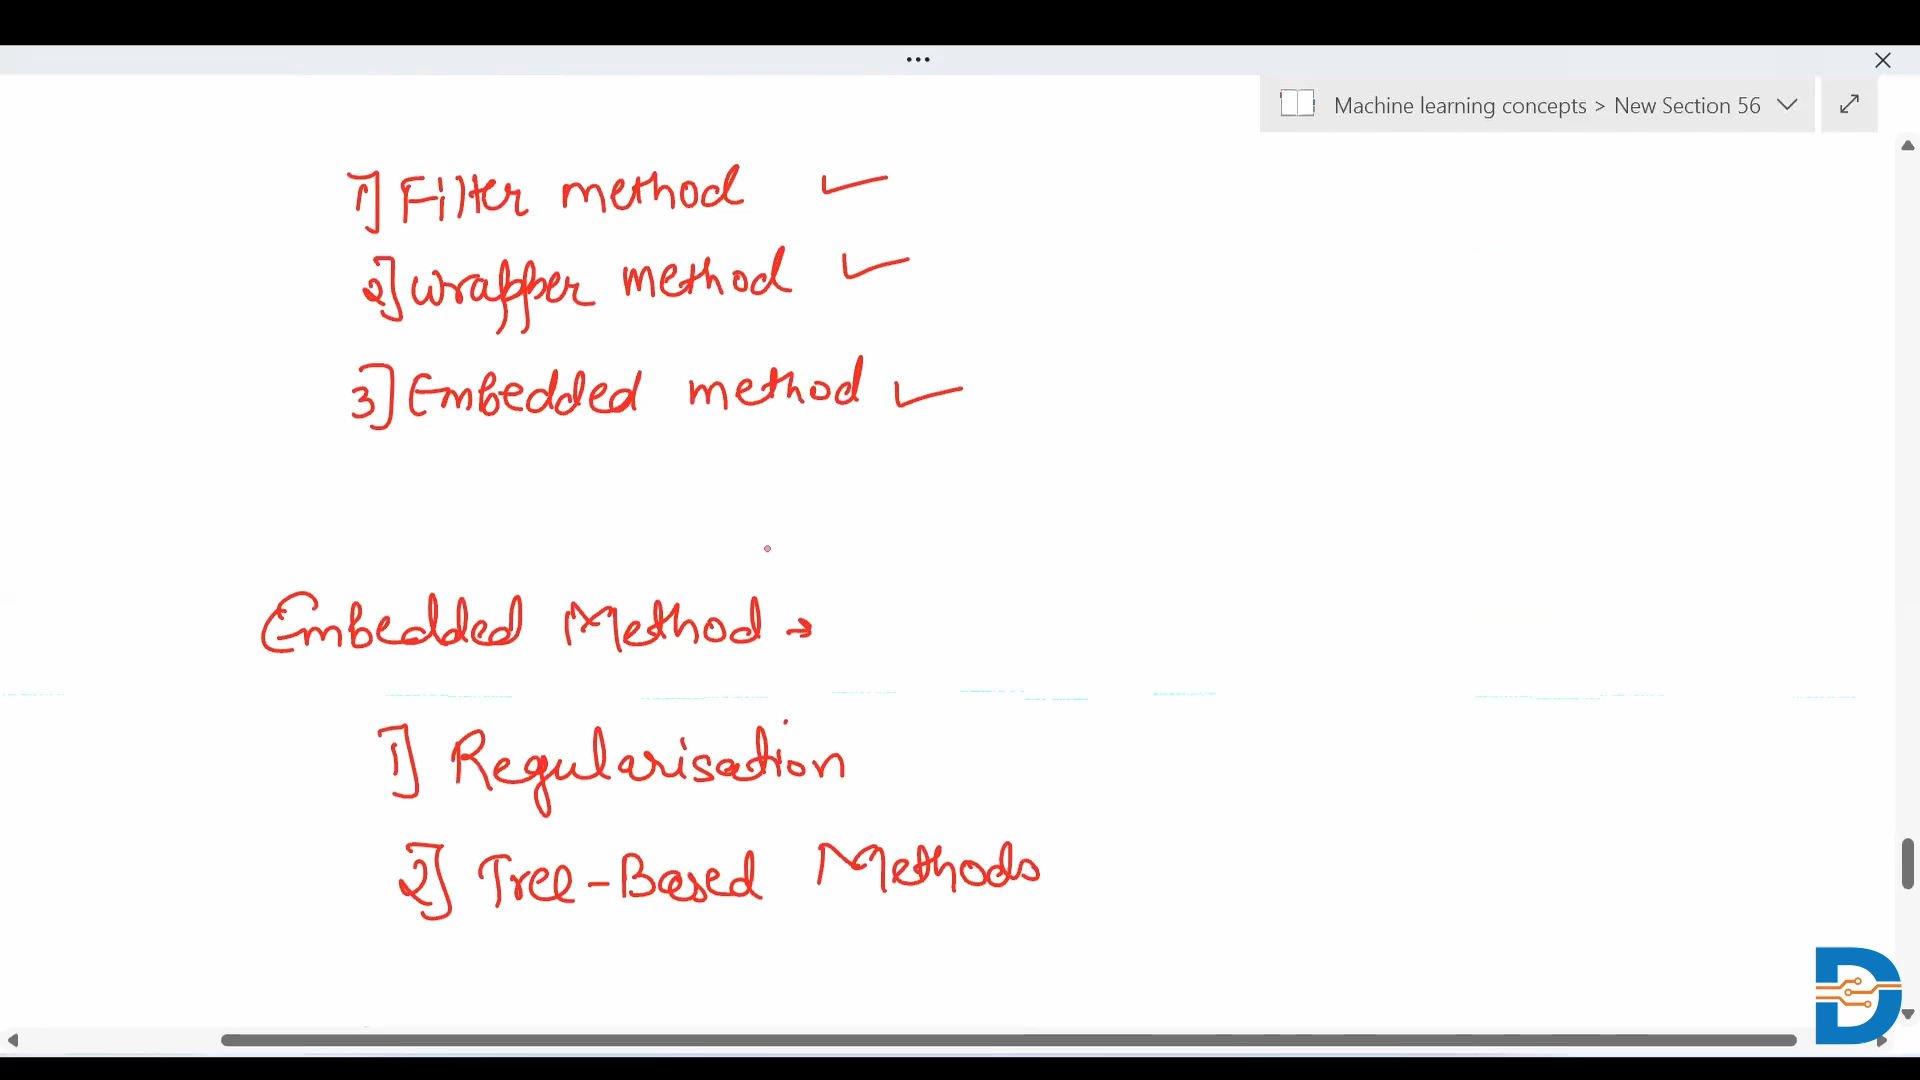 Machine learning concepts > New Section 56
1] Filter method
2] wrapper method
3] Embedded method
Embedded Method →
1] Regularisation
2] Tree-Based Methods